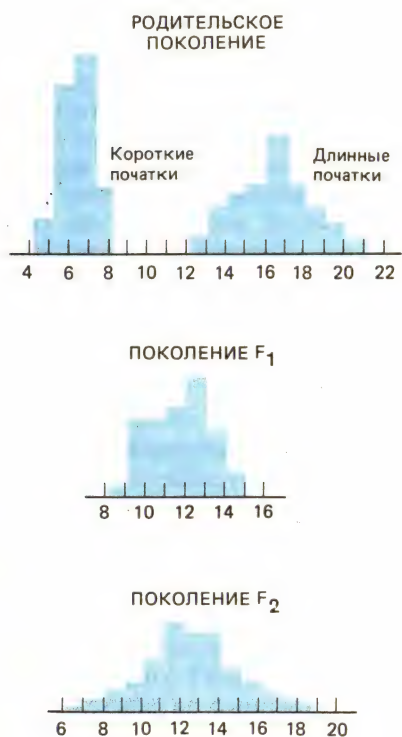 РОДИТЕЛЬСКОЕ
ПОКОЛЕНИЕ
Короткие
початки
Длинные
початки
4 6 8 10 12 14 16 18 20 22
ПОКОЛЕНИЕ F₁
8 10 12 14 16
ПОКОЛЕНИЕ F₂
6 8 10 12 14 16 18 20